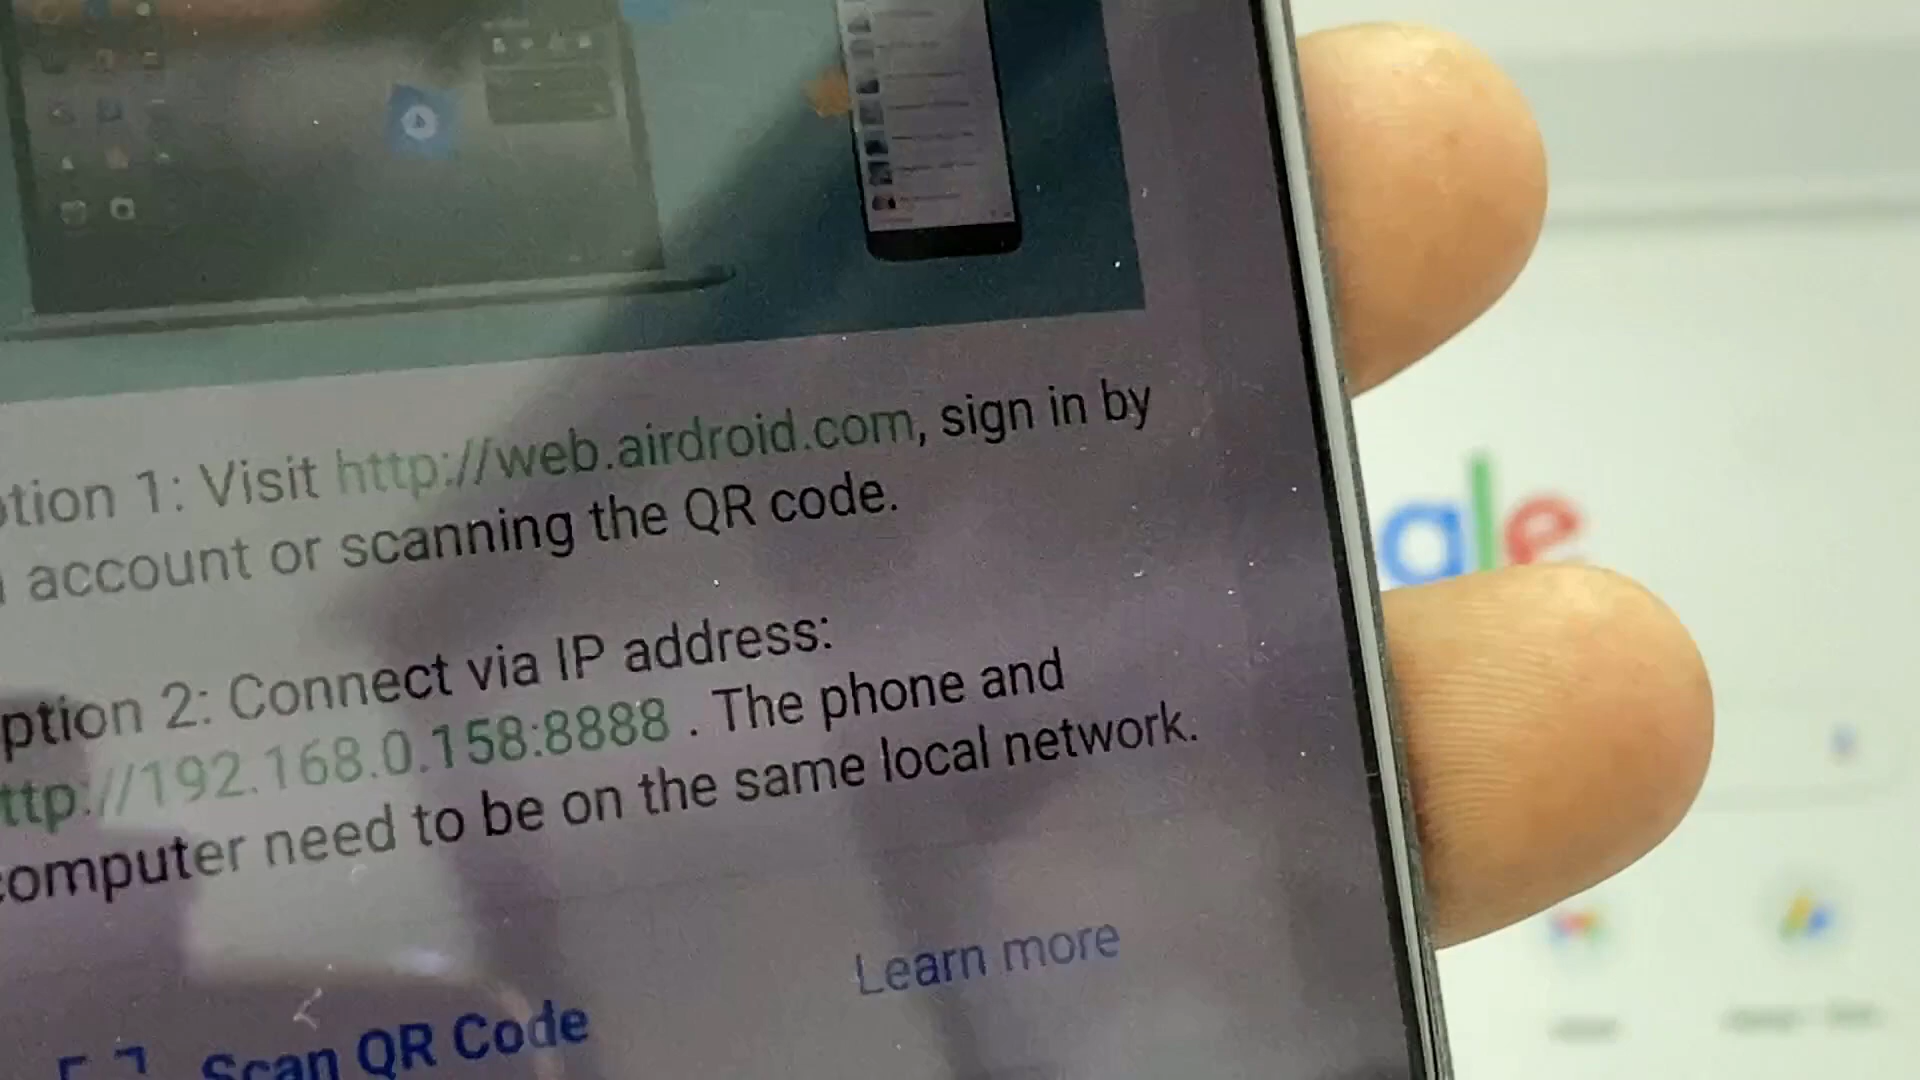 tion 1: Visit http://web.airdroid.com, sign in by
account or scanning the QR code.
ption 2: Connect via IP address:
ttp://192.168.0.158:8888 . The phone and
computer need to be on the same local network.
Learn more
Scan QR Code
gle